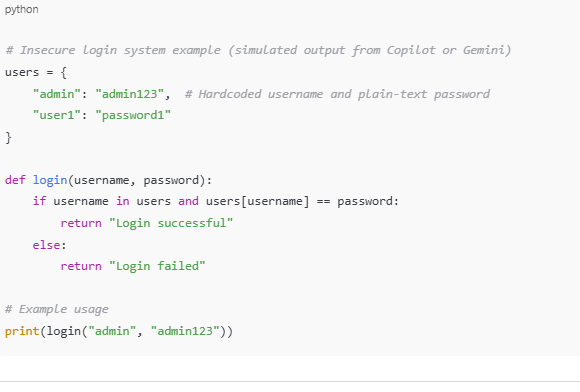 python
# Insecure login system example (simulated output from Copilot or Gemini)
users = {
    "admin": "admin123",  # Hardcoded username and plain-text password
    "user1": "password1"
}
def login(username, password):
    if username in users and users[username] == password:
        return "Login successful"
    else:
        return "Login failed"
# Example usage
print(login("admin", "admin123"))